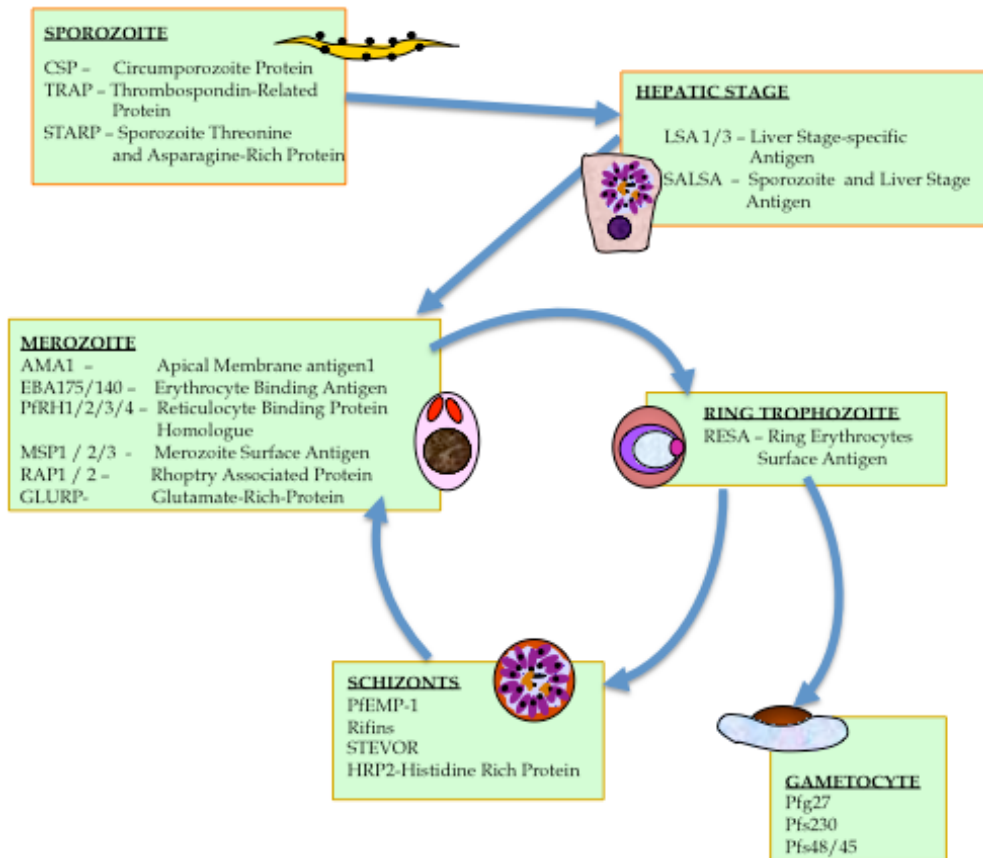 SPOROZOITE
CSP – Circumporozoite Protein
TRAP – Thrombospondin-Related
Protein
STARP – Sporozoite Threonine
and Asparagine-Rich Protein
HEPATIC STAGE
LSA 1/3 – Liver Stage-specific
Antigen
SALSA – Sporozoite and Liver Stage
Antigen
MEROZOITE
AMA1 – Apical Membrane antigen1
EBA175/140 – Erythrocyte Binding Antigen
PfRH1/2/3/4 – Reticulocyte Binding Protein
Homologue
MSP1 / 2/3 - Merozoite Surface Antigen
RAP1 / 2 – Rhoptry Associated Protein
GLURP- Glutamate-Rich-Protein
RING TROPHOZOITE
RESA – Ring Erythrocytes
Surface Antigen
SCHIZONTS
PfEMP-1
Rifins
STEVOR
HRP2-Histidine Rich Protein
GAMETOCYTE
Pfg27
Pfs230
Pfs48/45